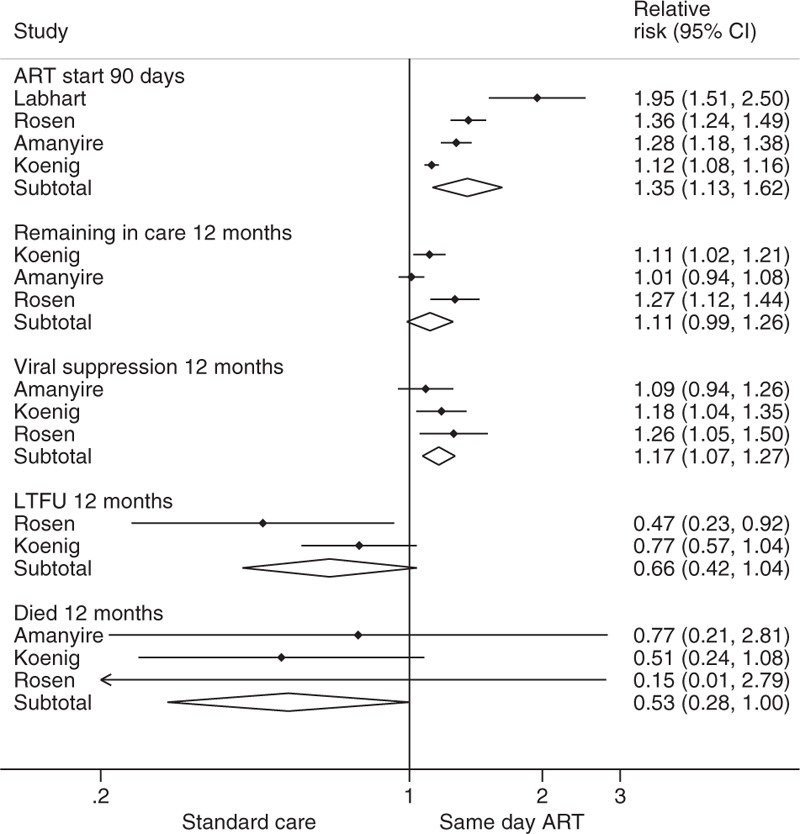 Study Relative risk (95% CI)
ART start 90 days
Labhart 1.95 (1.51, 2.50)
Rosen 1.36 (1.24, 1.49)
Amanyire 1.28 (1.18, 1.38)
Koenig 1.12 (1.08, 1.16)
Subtotal 1.35 (1.13, 1.62)
Remaining in care 12 months
Koenig 1.11 (1.02, 1.21)
Amanyire 1.01 (0.94, 1.08)
Rosen 1.27 (1.12, 1.44)
Subtotal 1.11 (0.99, 1.26)
Viral suppression 12 months
Amanyire 1.09 (0.94, 1.26)
Koenig 1.18 (1.04, 1.35)
Rosen 1.26 (1.05, 1.50)
Subtotal 1.17 (1.07, 1.27)
LTFU 12 months
Rosen 0.47 (0.23, 0.92)
Koenig 0.77 (0.57, 1.04)
Subtotal 0.66 (0.42, 1.04)
Died 12 months
Amanyire 0.77 (0.21, 2.81)
Koenig 0.51 (0.24, 1.08)
Rosen 0.15 (0.01, 2.79)
Subtotal 0.53 (0.28, 1.00)
.2 1 2 3
Standard care Same day ART